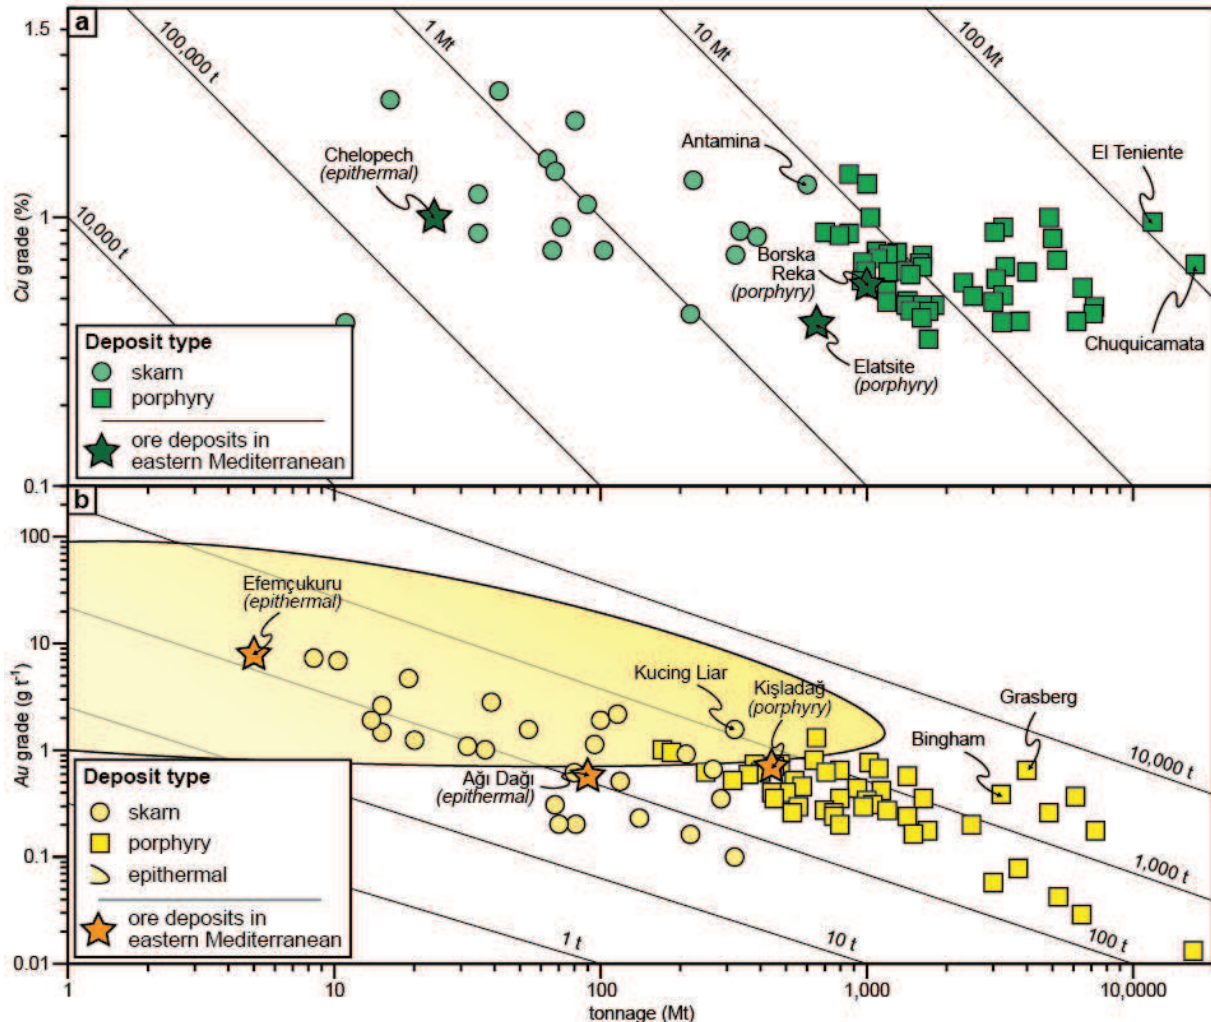 a
1.5
1
0.1
Cu grade (%)
100,000 t
1 Mt
10 Mt
100 Mt
10,000 t
Chelopech
(epithermal)
Antamina
El Teniente
Borska
Reka
(porphyry)
Elatsite
(porphyry)
Chuquicamata
Deposit type
skarn
porphyry
ore deposits in
eastern Mediterranean
b
100
10
1
0.1
0.01
Au grade (g t-1)
Efemçukuru
(epithermal)
Kucing Liar
Kişladağ
(porphyry)
Grasberg
Bingham
Ağı Dağı
(epithermal)
10,000 t
1,000 t
100 t
10 t
1 t
Deposit type
skarn
porphyry
epithermal
ore deposits in
eastern Mediterranean
1
10
100
1,000
10,0000
tonnage (Mt)